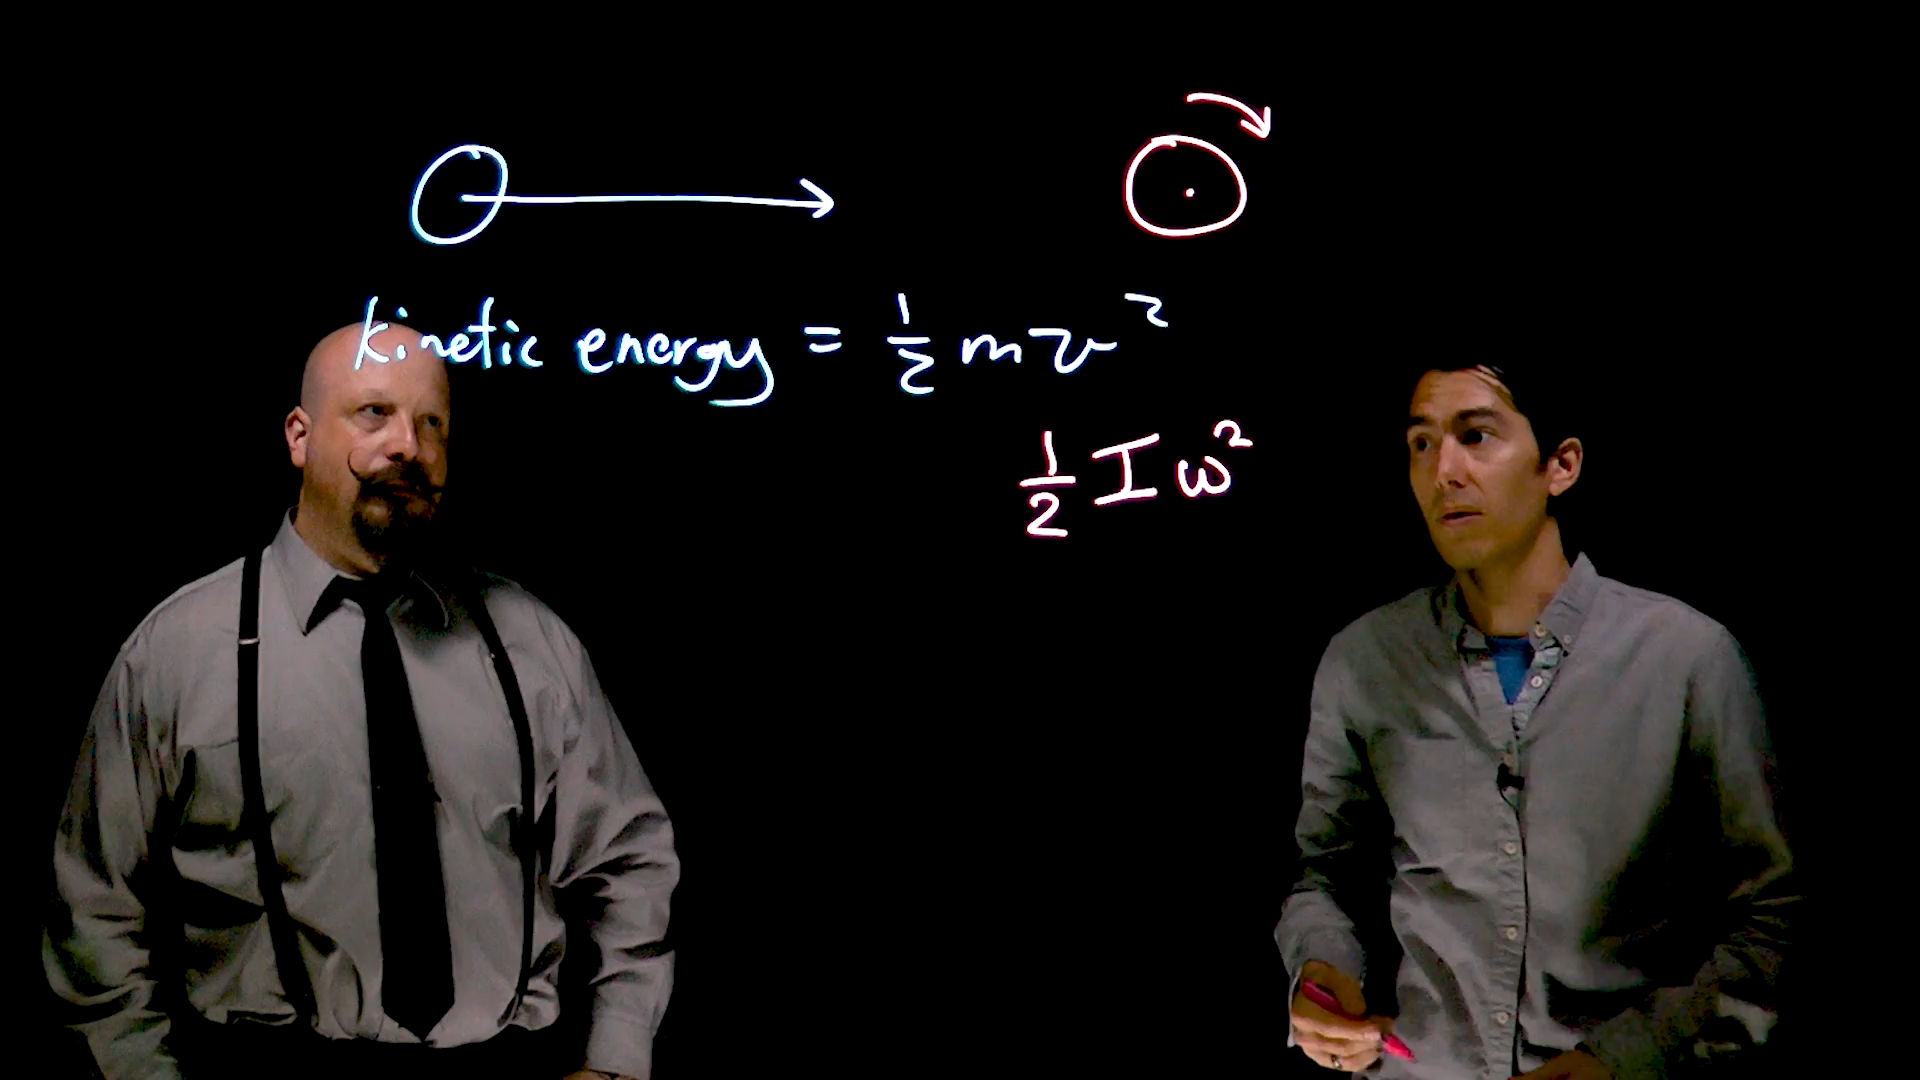 kinetic energy = ½mv²
½Iω²